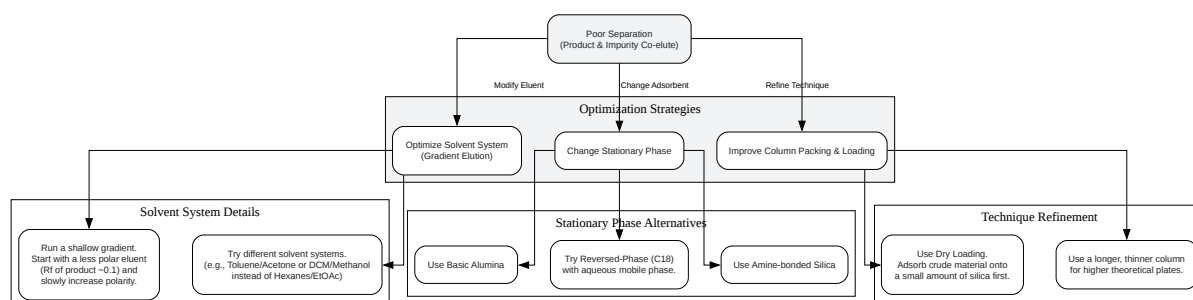 Poor Separation
(Product & Impurity Co-elute)
Modify Eluent
Change Adsorbent
Refine Technique
Optimization Strategies
Optimize Solvent System
(Gradient Elution)
Change Stationary Phase
Improve Column Packing & Loading
Solvent System Details
Run a shallow gradient.
Start with a less polar eluent
(Rf of product ~0.1) and
slowly increase polarity.
Try different solvent systems.
(e.g., Toluene/Acetone or DCM/Methanol
instead of Hexanes/EtOAc)
Stationary Phase Alternatives
Use Basic Alumina
Try Reversed-Phase (C18)
with aqueous mobile phase.
Use Amine-bonded Silica
Technique Refinement
Use Dry Loading.
Adsorb crude material onto
a small amount of silica first.
Use a longer, thinner column
for higher theoretical plates.